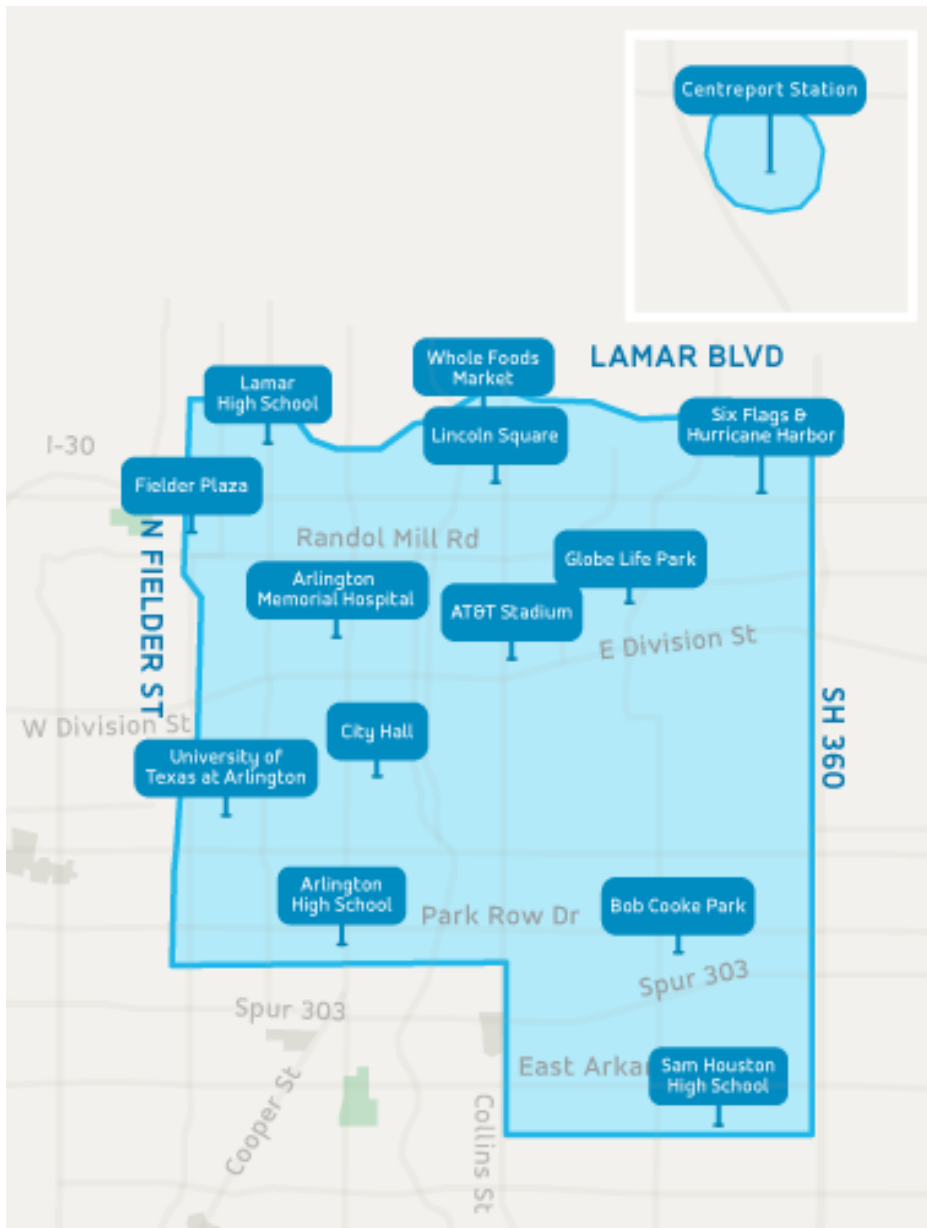 Centreport Station
LAMAR BLVD
Whole Foods
Market
Lamar
High School
Six Flags &
Hurricane Harbor
Lincoln Square
I-30
Fielder Plaza
N FIELDER ST
Randol Mill Rd
Globe Life Park
Arlington
Memorial Hospital
AT&T Stadium
E Division St
W Division St
City Hall
SH 360
University of
Texas at Arlington
Arlington
High School
Park Row Dr
Bob Cooke Park
Spur 303
Spur 303
East Arka
Sam Houston
High School
Cooper St
Collins St